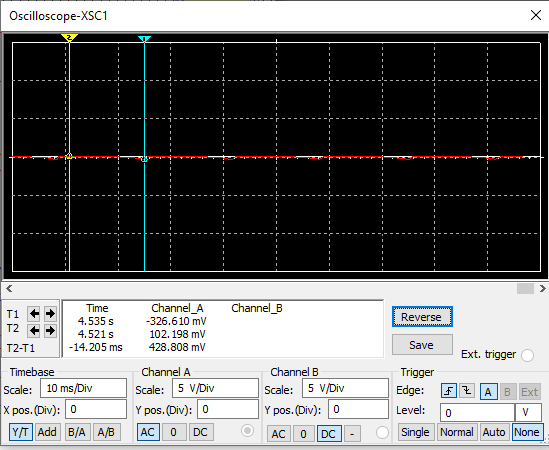 Oscilloscope-XSC1
2 1
T1
T2
T2-T1
Time Channel_A Channel_B
4.535 s -326.610 mV
4.521 s 102.198 mV
-14.205 ms 428.808 mV
Reverse
Save
Ext. trigger
Timebase
Scale: 10 ms/Div
X pos.(Div): 0
Y/T Add B/A A/B
Channel A
Scale: 5 V/Div
Y pos.(Div): 0
AC 0 DC
Channel B
Scale: 5 V/Div
Y pos.(Div): 0
AC 0 DC -
Trigger
Edge: A B Ext
Level: 0 V
Single Normal Auto None